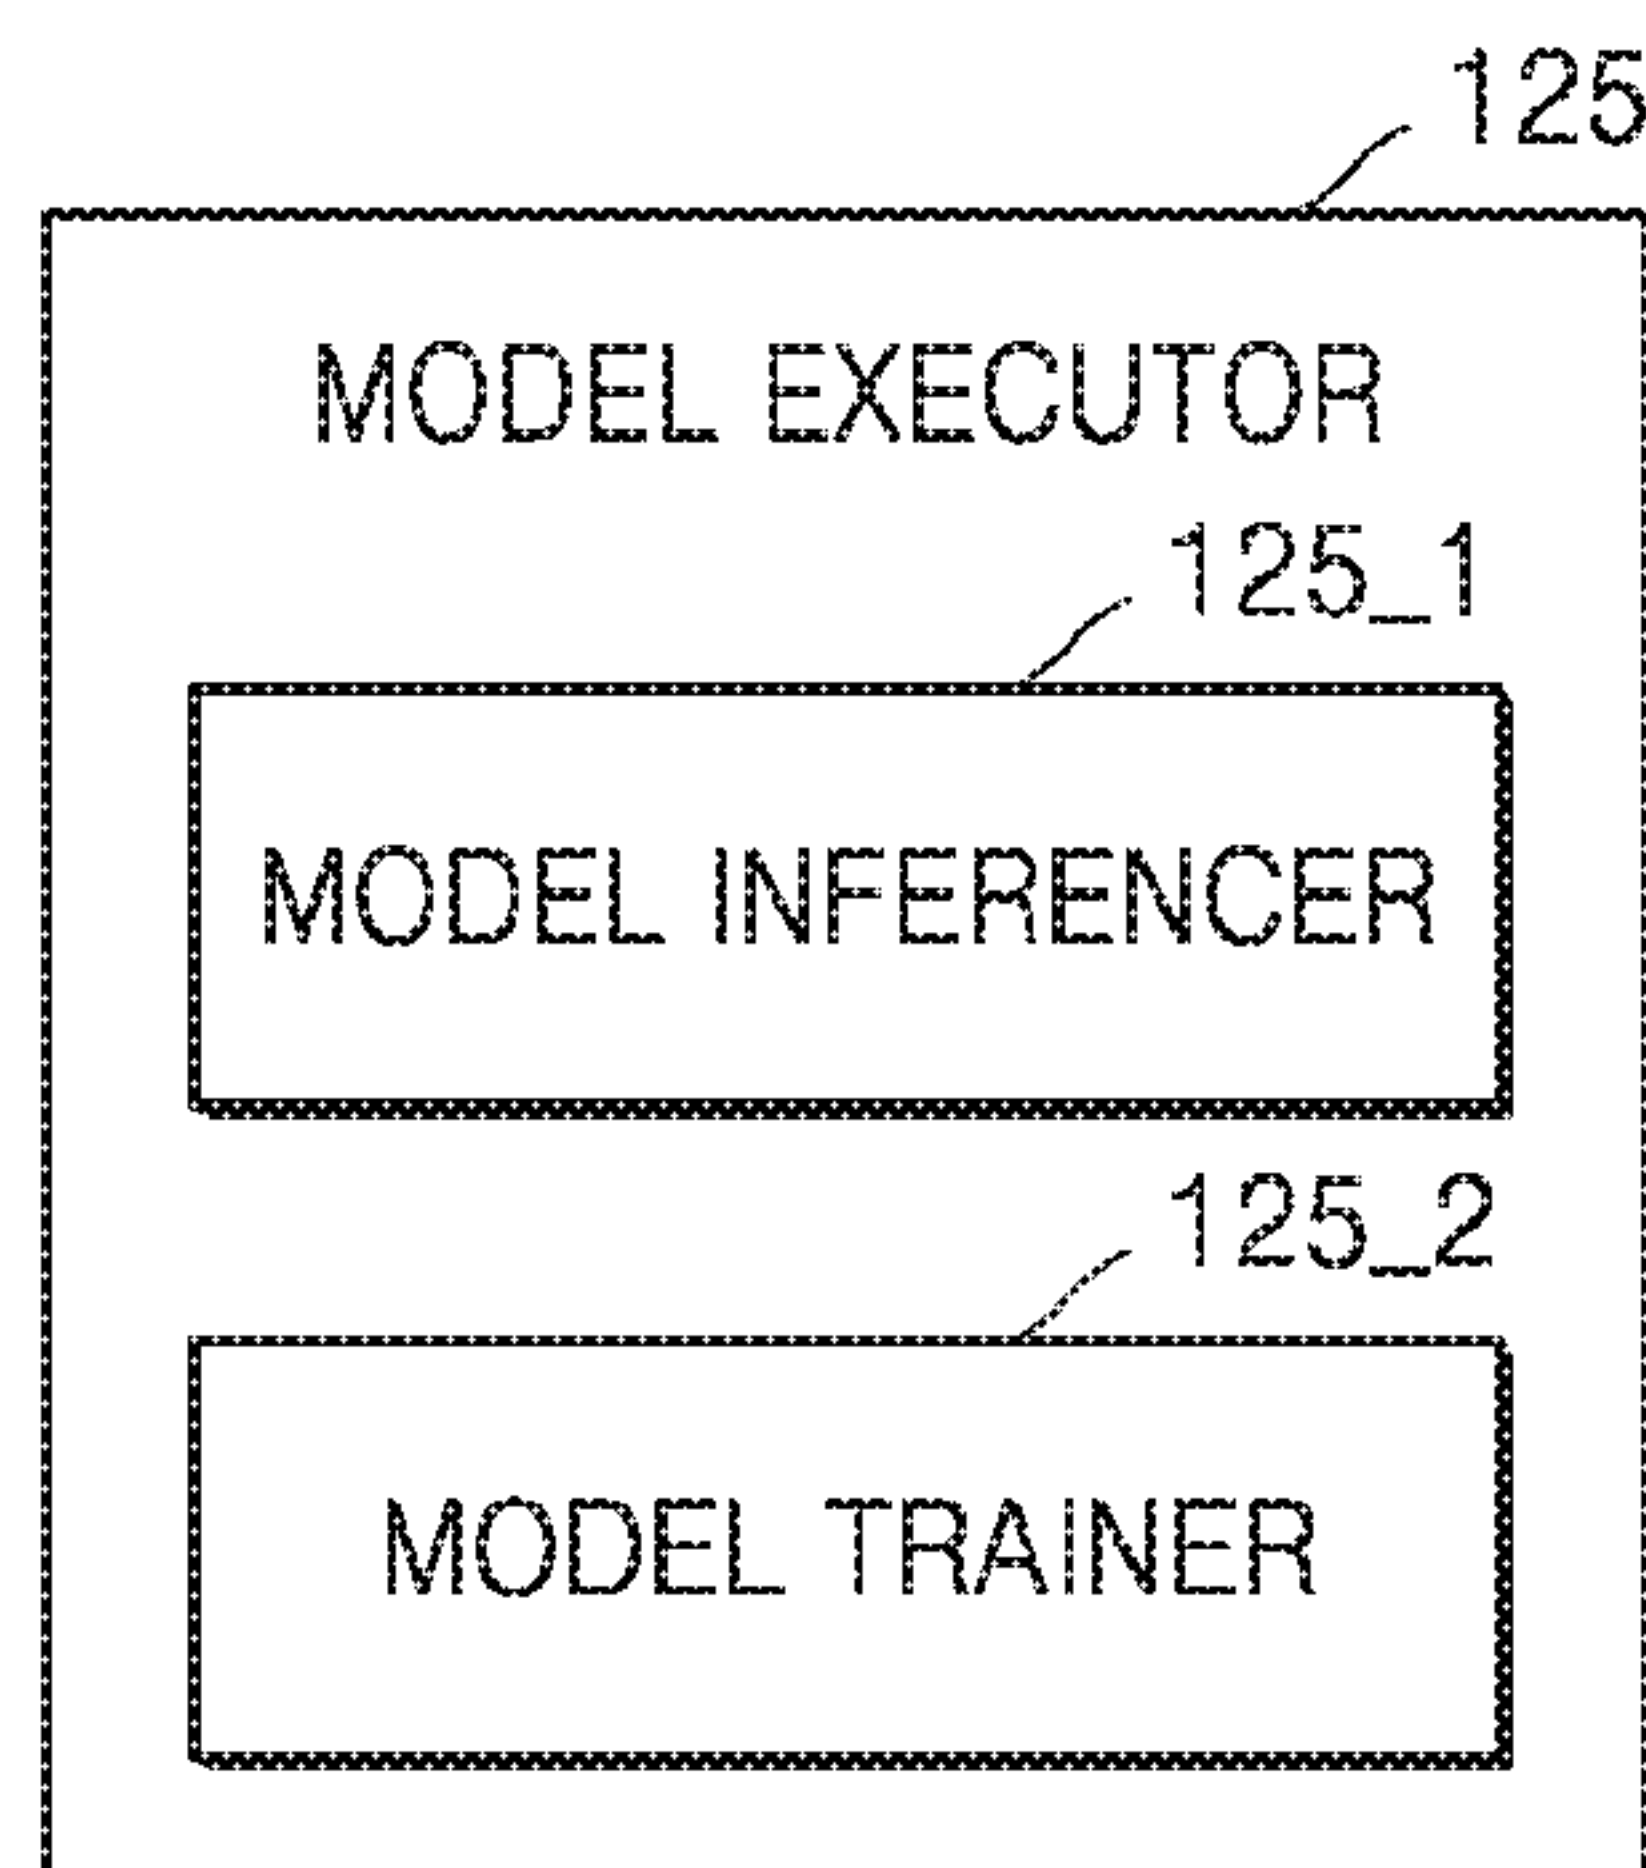 125
MODEL EXECUTOR
125_1
MODEL INFERENCER
125_2
MODEL TRAINER